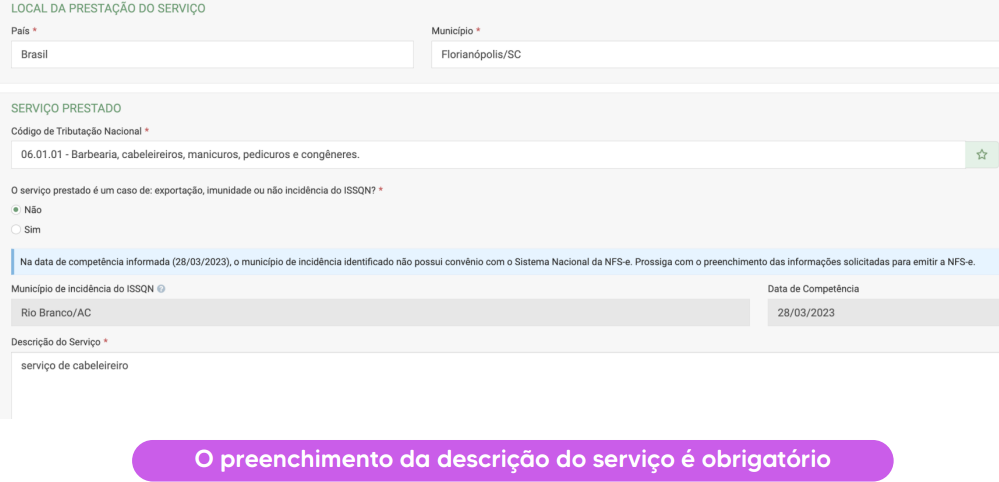 LOCAL DA PRESTAÇÃO DO SERVIÇO
País * Município *
Brasil Florianópolis/SC
SERVIÇO PRESTADO
Código de Tributação Nacional *
06.01.01 - Barbearia, cabeleireiros, manicuros, pedicuros e congêneres.
O serviço prestado é um caso de: exportação, imunidade ou não incidência do ISSQN? *
Não
Sim
Na data de competência informada (28/03/2023), o município de incidência identificado não possui convênio com o Sistema Nacional da NFS-e. Prossiga com o preenchimento das informações solicitadas para emitir a NFS-e.
Município de incidência do ISSQN Data de Competência
Rio Branco/AC 28/03/2023
Descrição do Serviço *
serviço de cabeleireiro
O preenchimento da descrição do serviço é obrigatório